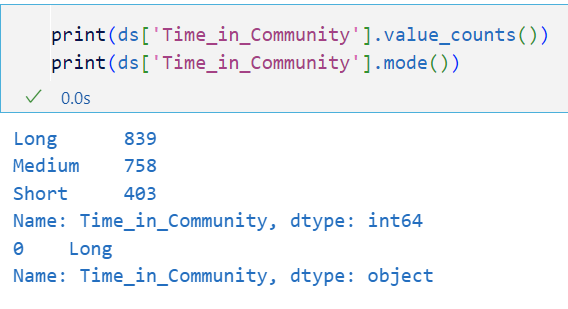 print(ds['Time_in_Community'].value_counts())
print(ds['Time_in_Community'].mode())
0.0s
Long      839
Medium    758
Short     403
Name: Time_in_Community, dtype: int64
0    Long
Name: Time_in_Community, dtype: object